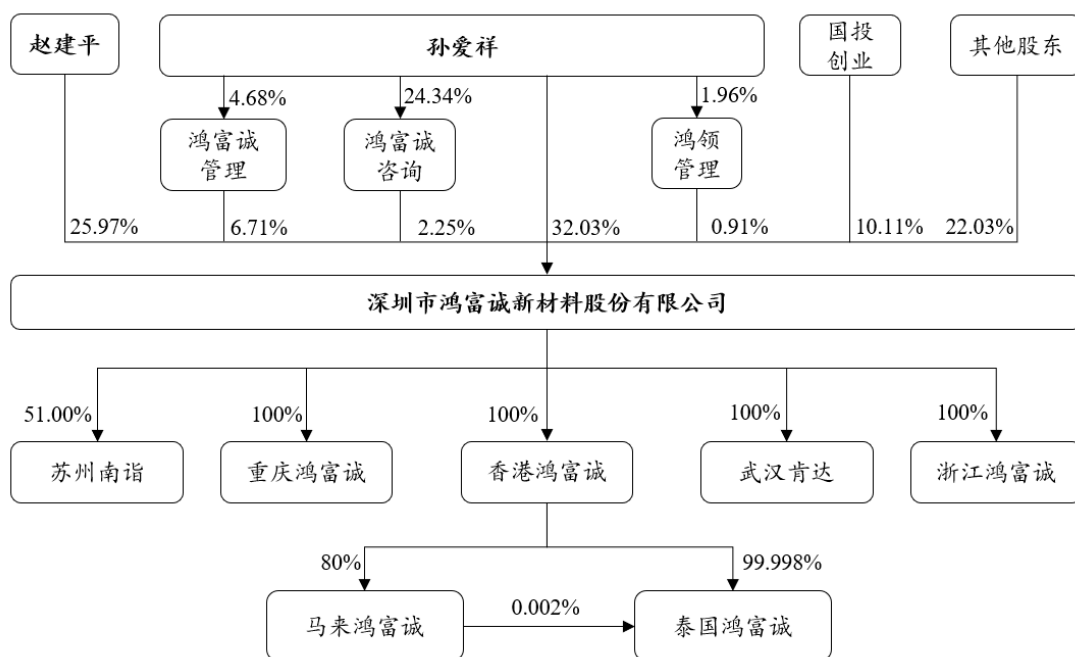 赵建平
孙爱祥
国投
创业
其他股东
4.68%
24.34%
1.96%
鸿富诚
管理
鸿富诚
咨询
鸿领
管理
25.97%
6.71%
2.25%
32.03%
0.91%
10.11%
22.03%
深圳市鸿富诚新材料股份有限公司
51.00%
100%
100%
100%
100%
苏州南诣
重庆鸿富诚
香港鸿富诚
武汉肯达
浙江鸿富诚
80%
99.998%
马来鸿富诚
0.002%
泰国鸿富诚